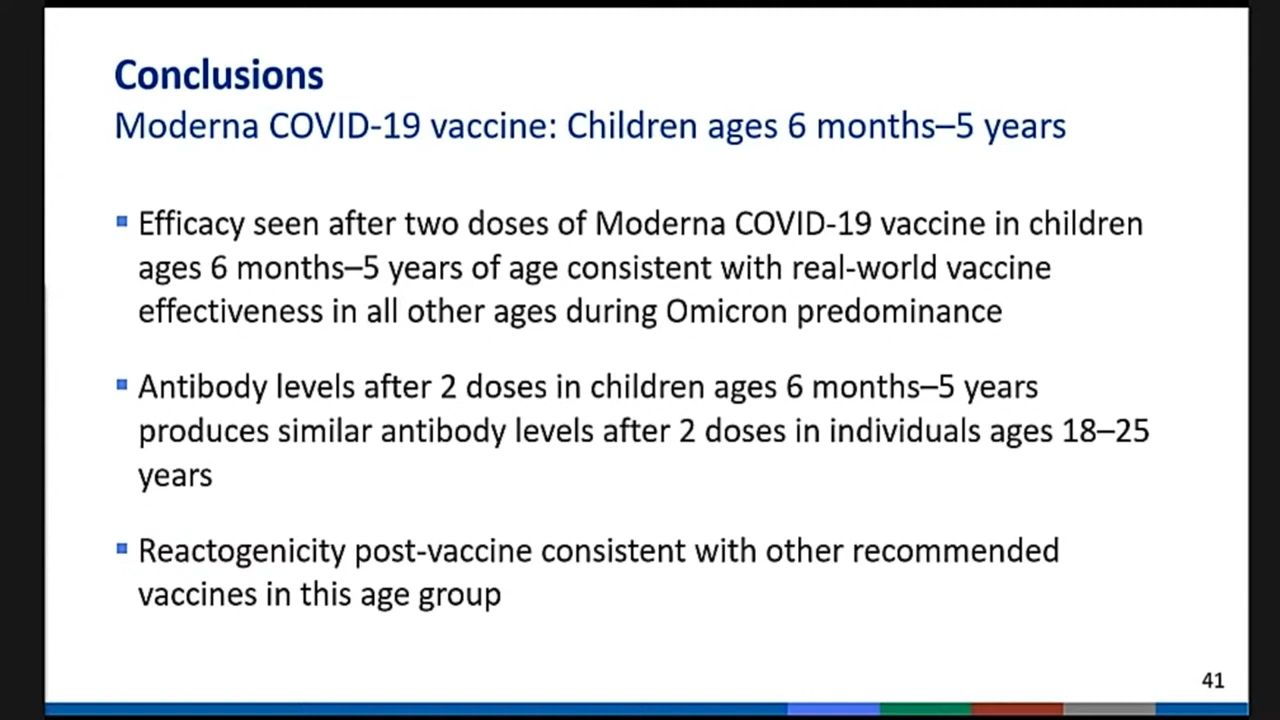 Conclusions
Moderna COVID-19 vaccine: Children ages 6 months–5 years
▪ Efficacy seen after two doses of Moderna COVID-19 vaccine in children
ages 6 months–5 years of age consistent with real-world vaccine
effectiveness in all other ages during Omicron predominance
▪ Antibody levels after 2 doses in children ages 6 months–5 years
produces similar antibody levels after 2 doses in individuals ages 18–25
years
▪ Reactogenicity post-vaccine consistent with other recommended
vaccines in this age group
41